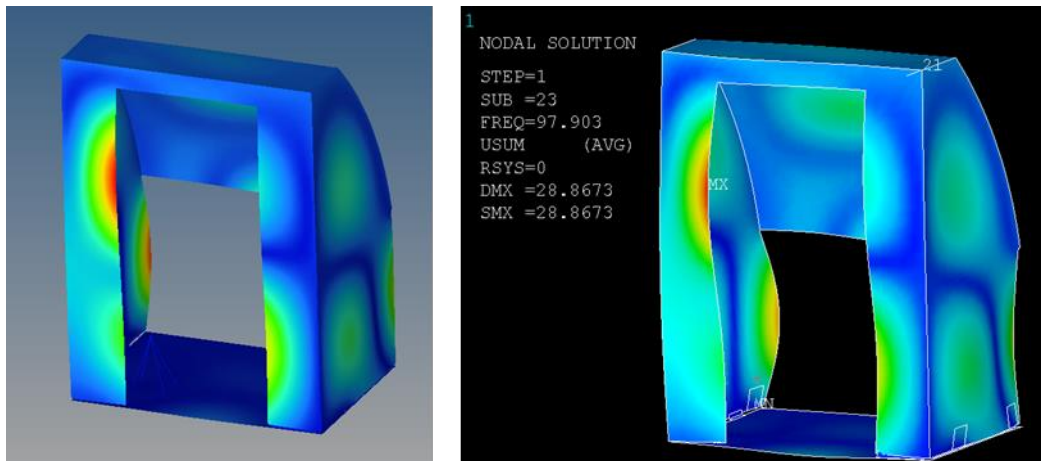 1
NODAL SOLUTION
STEP=1
SUB =23
FREQ=97.903
USUM (AVG)
RSYS=0
DMX =28.8673
SMX =28.8673
21
MX
MN